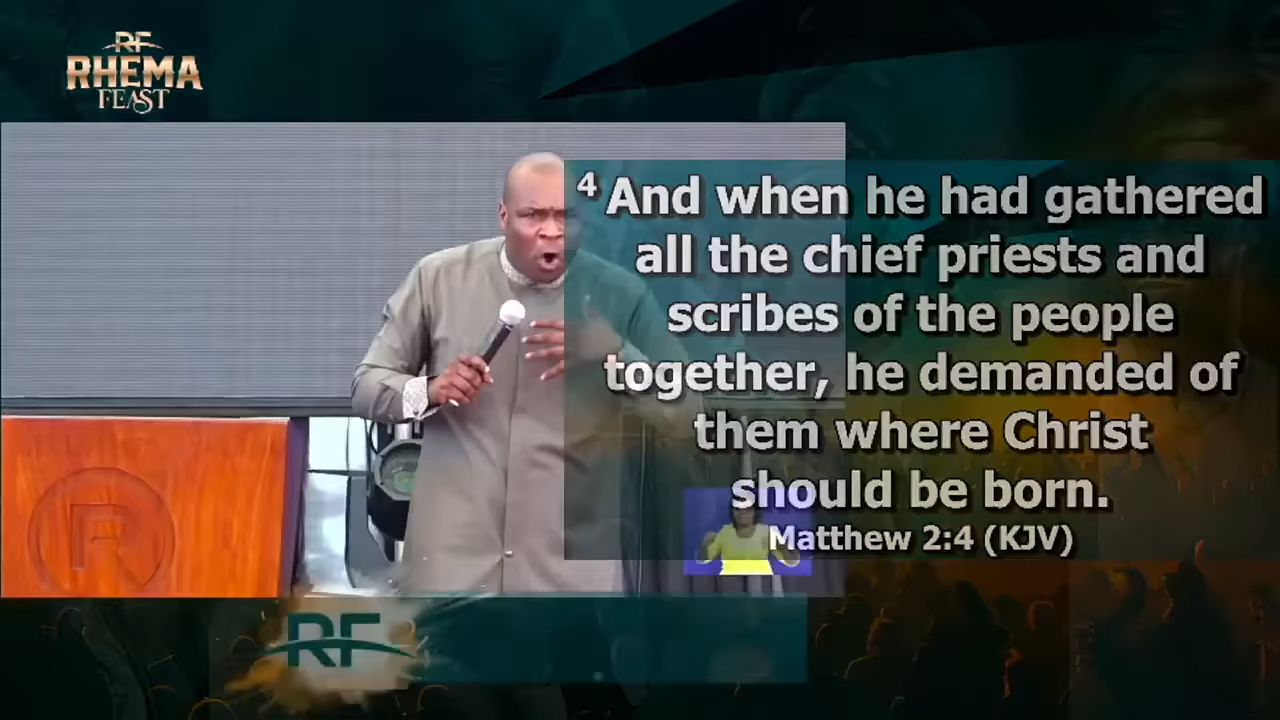 RF
RHEMA
FEAST
4 And when he had gathered
all the chief priests and
scribes of the people
together, he demanded of
them where Christ
should be born.
Matthew 2:4 (KJV)
R
RF